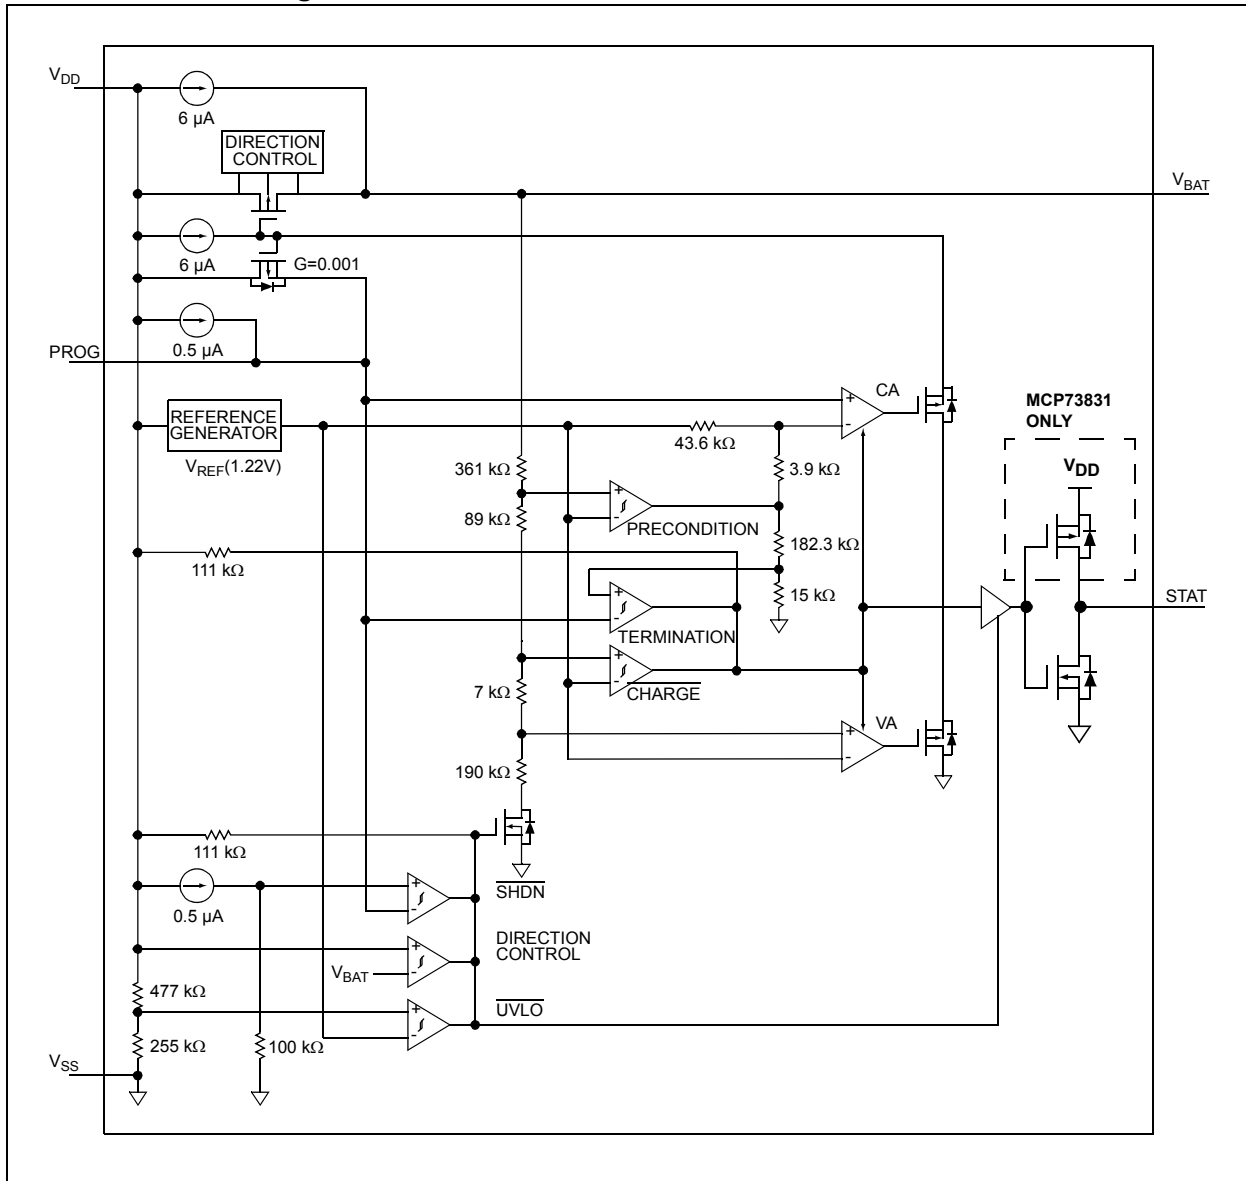 V_DD
6 µA
DIRECTION
CONTROL
V_BAT
6 µA
G=0.001
0.5 µA
PROG
REFERENCE
GENERATOR
V_REF(1.22V)
CA
+
-
43.6 kΩ
MCP73831
ONLY
V_DD
361 kΩ
3.9 kΩ
89 kΩ
+
-
PRECONDITION
182.3 kΩ
111 kΩ
15 kΩ
+
-
TERMINATION
STAT
+
-
CHARGE
7 kΩ
VA
+
-
190 kΩ
111 kΩ
SHDN
+
-
0.5 µA
DIRECTION
CONTROL
+
-
V_BAT
477 kΩ
UVLO
+
-
255 kΩ
100 kΩ
V_SS